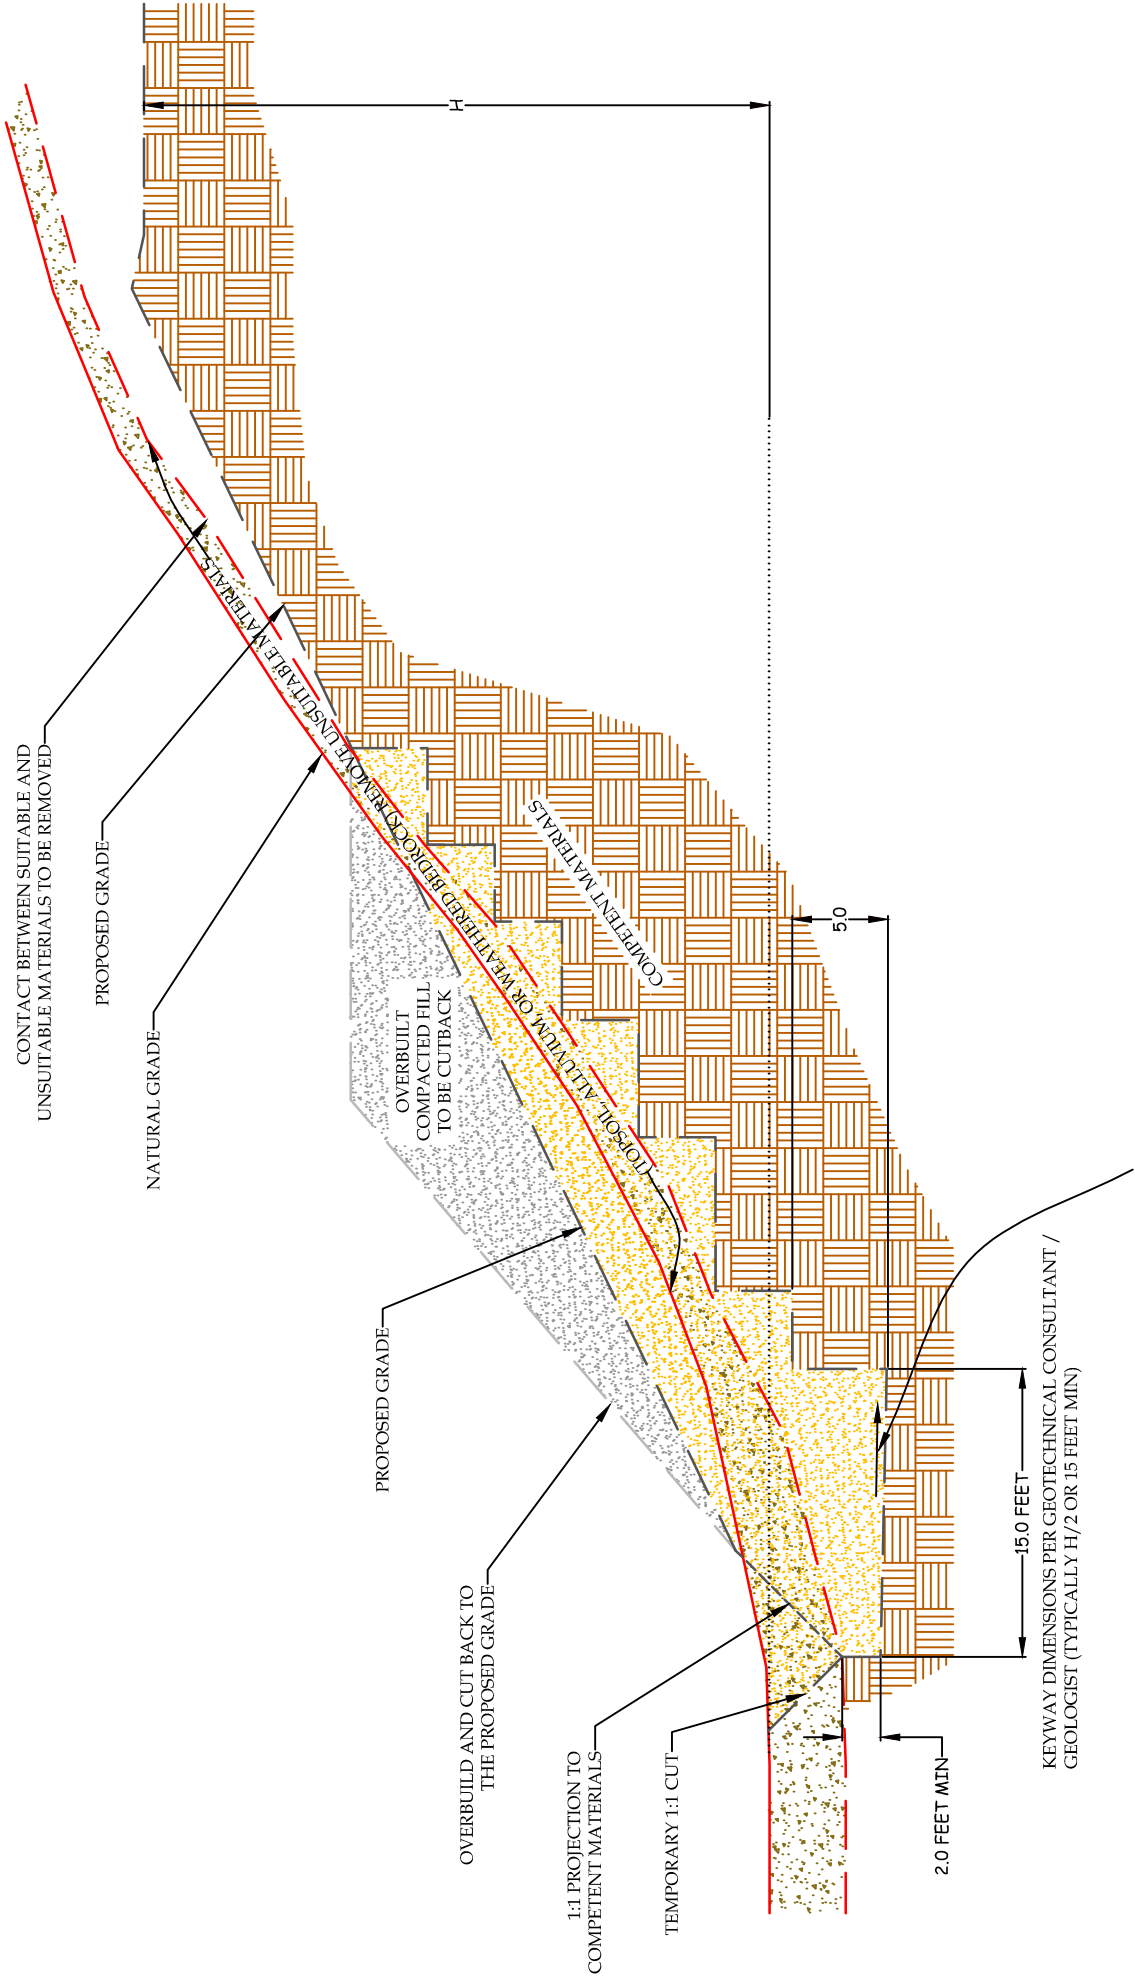 CONTACT BETWEEN SUITABLE AND
UNSUITABLE MATERIALS TO BE REMOVED
PROPOSED GRADE
NATURAL GRADE
H
(TOPSOIL, ALLUVIUM, OR WEATHERED BEDROCK) REMOVE UNSUITABLE MATERIALS
OVERBUILT
COMPACTED FILL
TO BE CUTBACK
COMPETENT MATERIALS
PROPOSED GRADE
5.0
OVERBUILD AND CUT BACK TO
THE PROPOSED GRADE
1:1 PROJECTION TO
COMPETENT MATERIALS
TEMPORARY 1:1 CUT
2.0 FEET MIN
15.0 FEET
KEYWAY DIMENSIONS PER GEOTECHNICAL CONSULTANT /
GEOLOGIST (TYPICALLY H/2 OR 15 FEET MIN)